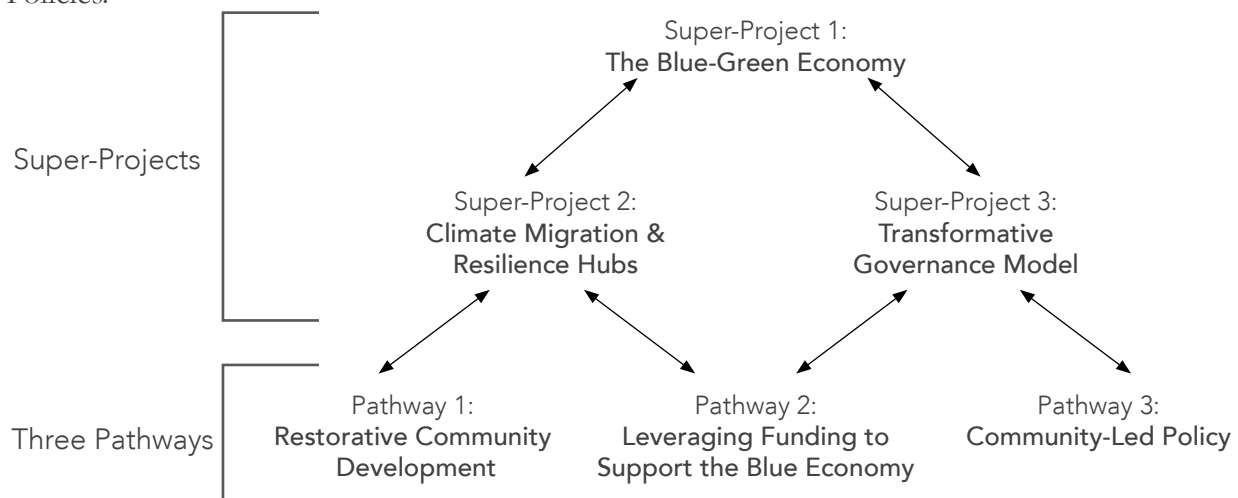 Policies.
Super-Project 1:
The Blue-Green Economy
Super-Projects
Super-Project 2:
Climate Migration &
Resilience Hubs
Super-Project 3:
Transformative
Governance Model
Three Pathways
Pathway 1:
Restorative Community
Development
Pathway 2:
Leveraging Funding to
Support the Blue Economy
Pathway 3:
Community-Led Policy